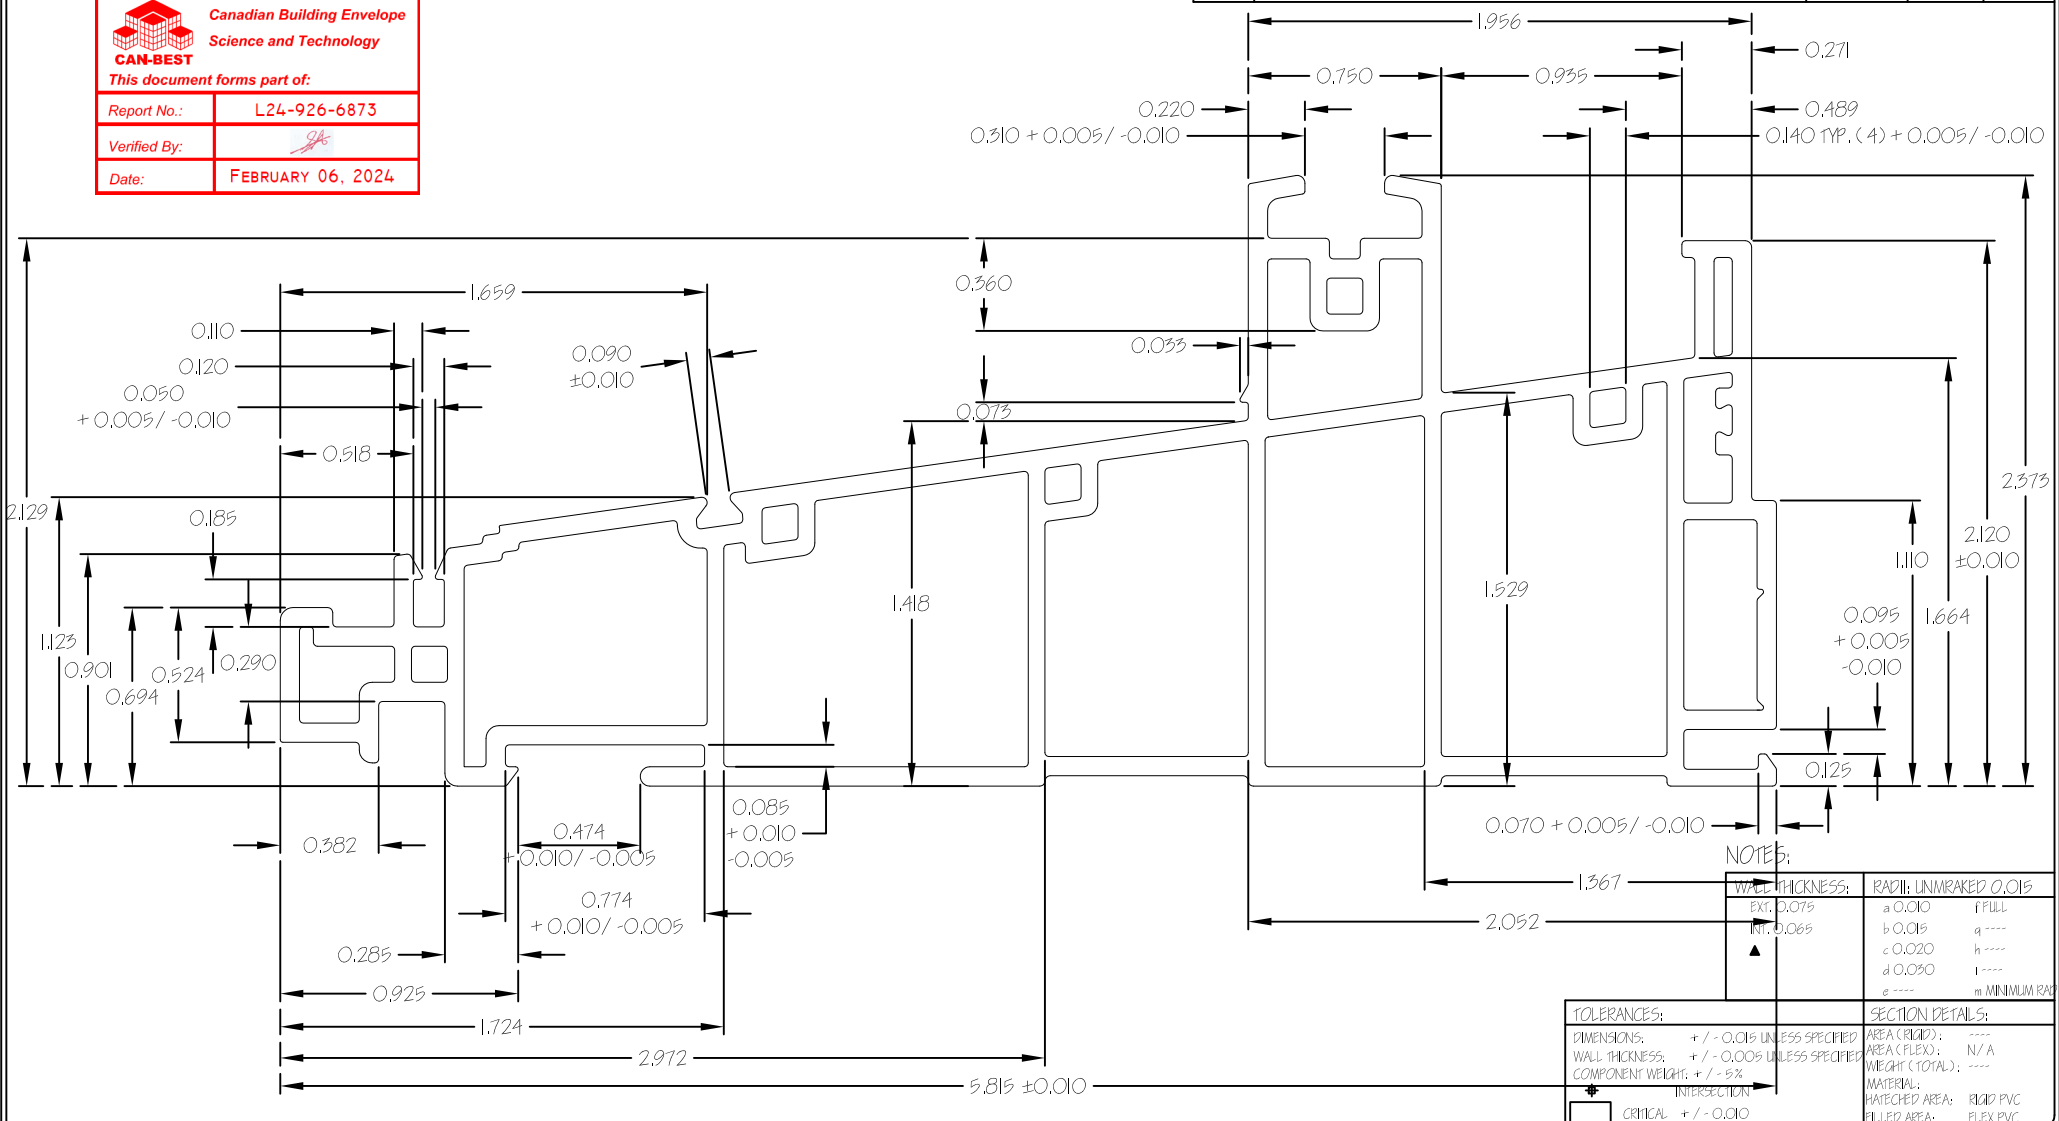 Canadian Building Envelope
Science and Technology
CAN-BEST
This document forms part of:
Report No.: L24-926-6873
Verified By:
Date: FEBRUARY 06, 2024
1.956
0.271
0.750
0.935
0.220
0.489
0.310 +0.005/ -0.010
0.140 TYP. (4) +0.005/ -0.010
0.360
1.659
0.110
0.033
0.090
±0.010
0.120
0.050
+0.005/ -0.010
0.073
0.518
2.373
2.129
0.185
2.120
±0.010
1.110
1.529
1.418
0.095
+0.005
-0.010
1.664
1.123
0.901
0.290
0.524
0.694
0.125
0.085
+0.010
-0.005
0.070 +0.005/ -0.010
0.474
+0.010/ -0.005
0.382
1.367
0.774
+0.010/ -0.005
2.052
0.285
0.925
1.724
2.972
5.815 ±0.010
NOTES:
WALL THICKNESS:
EXT. 0.075
INT. 0.065
RADII: UNMRAKED 0.015
a 0.010 f FULL
b 0.015 g ----
c 0.020 h ----
d 0.030 i ----
e ---- m MINIMUM RAD
TOLERANCES:
DIMENSIONS: +/-0.015 UNLESS SPECIFIED
WALL THICKNESS: +/-0.005 UNLESS SPECIFIED
COMPONENT WEIGHT: +/-5%
INTERSECTION
CRITICAL +/-0.010
SECTION DETAILS:
AREA (RIGID): ----
AREA (FLEX): N/A
WIEGHT (TOTAL): ----
MATERIAL:
HATECHED AREA: RIGID PVC
FILLED AREA: FLEX PVC